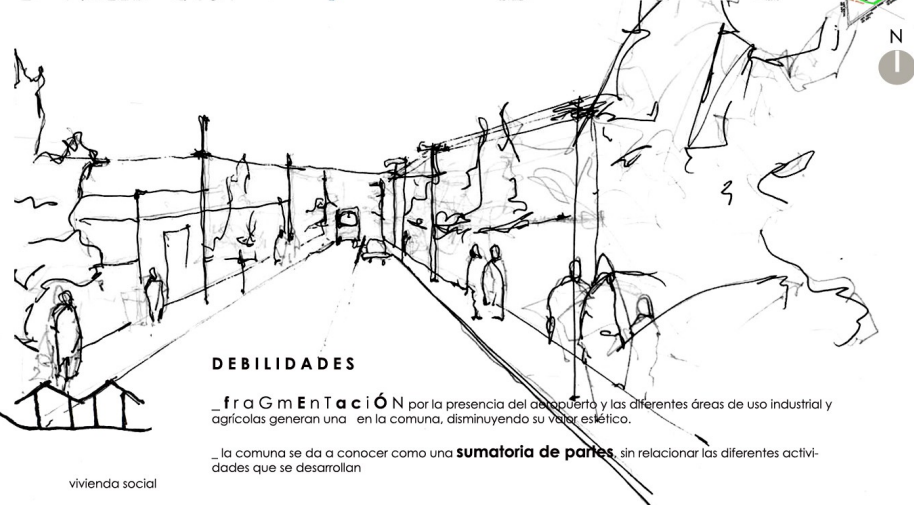 N
DEBILIDADES
_fraGmEnTaciÓN por la presencia del aeropuerto y las diferentes áreas de uso industrial y
agrícolas generan una  en la comuna, disminuyendo su valor estético.
_ la comuna se da a conocer como una sumatoria de partes, sin relacionar las diferentes activi-
dades que se desarrollan
vivienda social